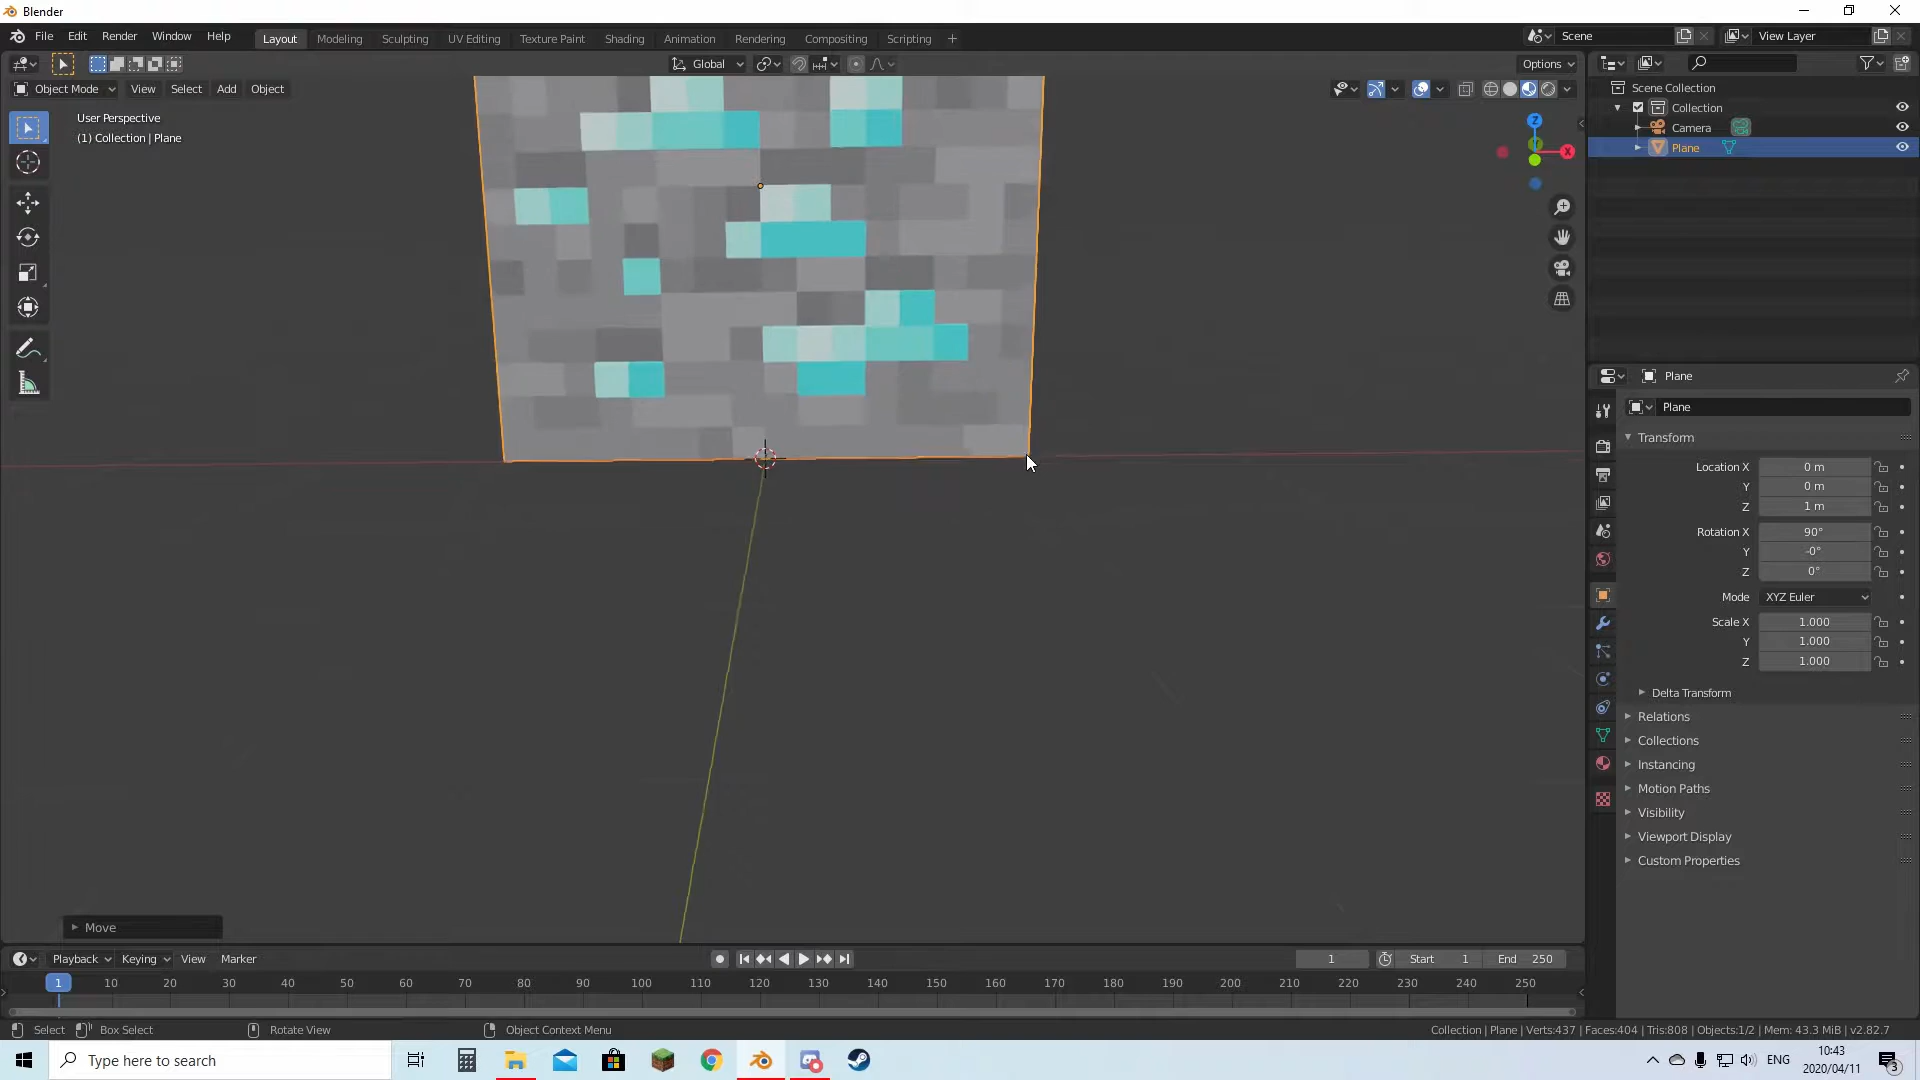 Blender
File Edit Render Window Help Layout Modeling Sculpting UV Editing Texture Paint Shading Animation Rendering Compositing Scripting + Scene View Layer
Global Options
Object Mode View Select Add Object
User Perspective
(1) Collection | Plane
Z
X
Scene Collection
Collection
Camera
Plane
Plane
Plane
Transform
Location X 0 m
Y 0 m
Z 1 m
Rotation X 90°
Y -0°
Z 0°
Mode XYZ Euler
Scale X 1.000
Y 1.000
Z 1.000
Delta Transform
Relations
Collections
Instancing
Motion Paths
Visibility
Viewport Display
Custom Properties
Move
Playback Keying View Marker 1 Start 1 End 250
1 10 20 30 40 50 60 70 80 90 100 110 120 130 140 150 160 170 180 190 200 210 220 230 240 250
Select Box Select Rotate View Object Context Menu Collection | Plane | Verts:437 | Faces:404 | Tris:808 | Objects:1/2 | Mem: 43.3 MiB | v2.82.7
Type here to search ENG 10:43
2020/04/11 3